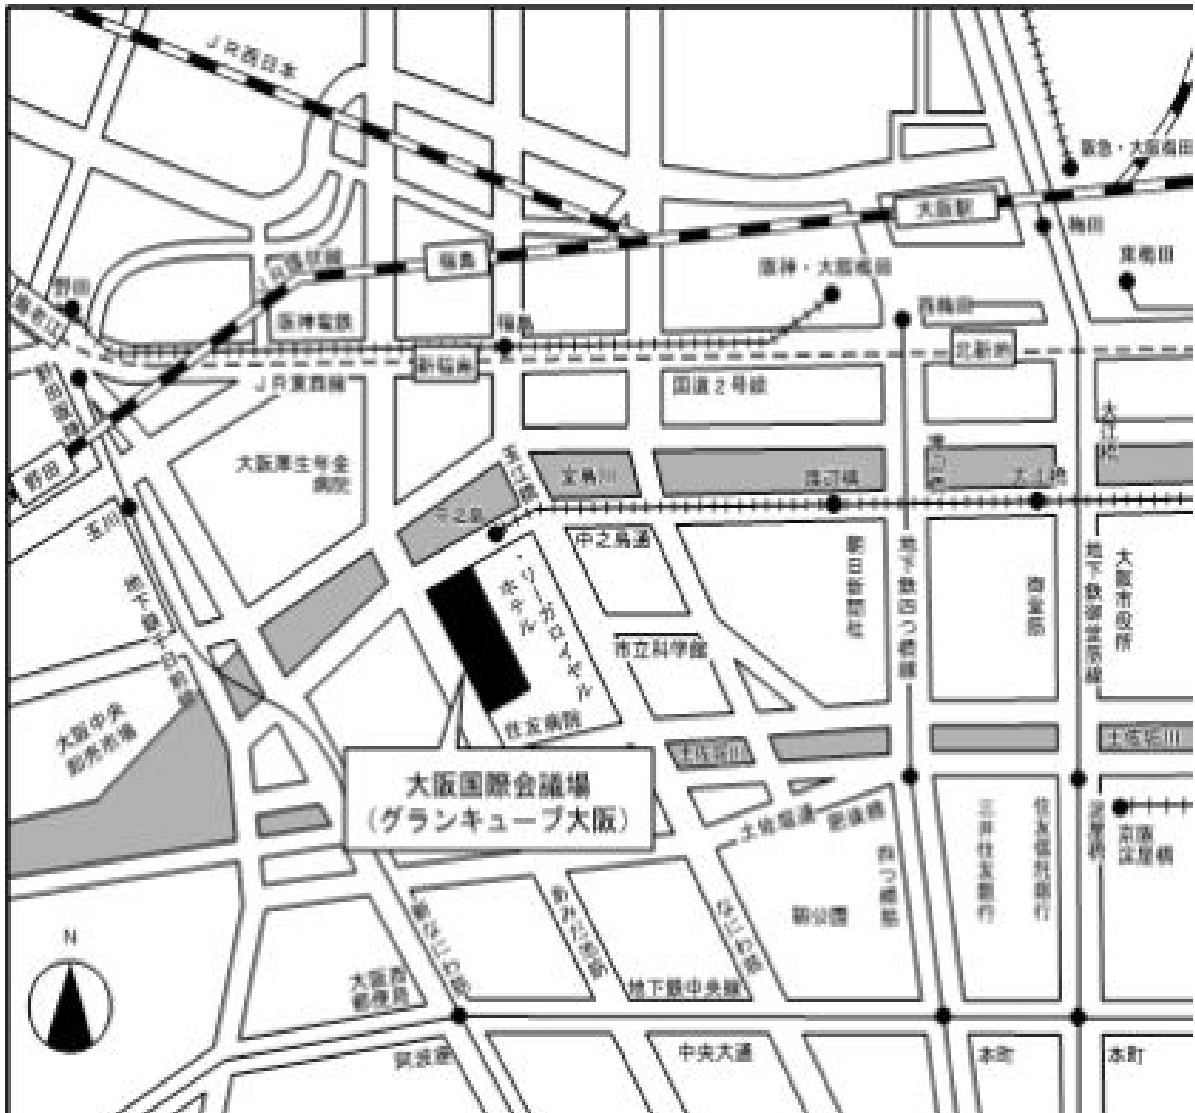 JR西日本
阪急・大阪梅田
大阪駅
梅田
東梅田
福島
JR環状線
阪神・大阪梅田
野田
海老江
阪神電鉄
福島
西梅田
新福島
北新地
JR東西線
国道2号線
野田阪神
野田
大阪厚生年金
病院
堂島川
渡辺橋
大江橋
玉川
中之島
中之島通
朝日新聞社
地下鉄四つ橋線
御堂筋
地下鉄御堂筋線
大阪市役所
地下鉄千日前線
リーガロイヤル
ホテル
市立科学館
住友病院
大阪中央
卸売市場
土佐堀川
土佐堀川
大阪国際会議場
(グランキューブ大阪)
土佐堀通
肥後橋
四つ橋筋
三井住友銀行
住友信託銀行
淀屋橋
京阪
淀屋橋
新なにわ筋
あみだ池筋
なにわ筋
靱公園
N
大阪西
郵便局
地下鉄中央線
阿波座
中央大通
本町
本町